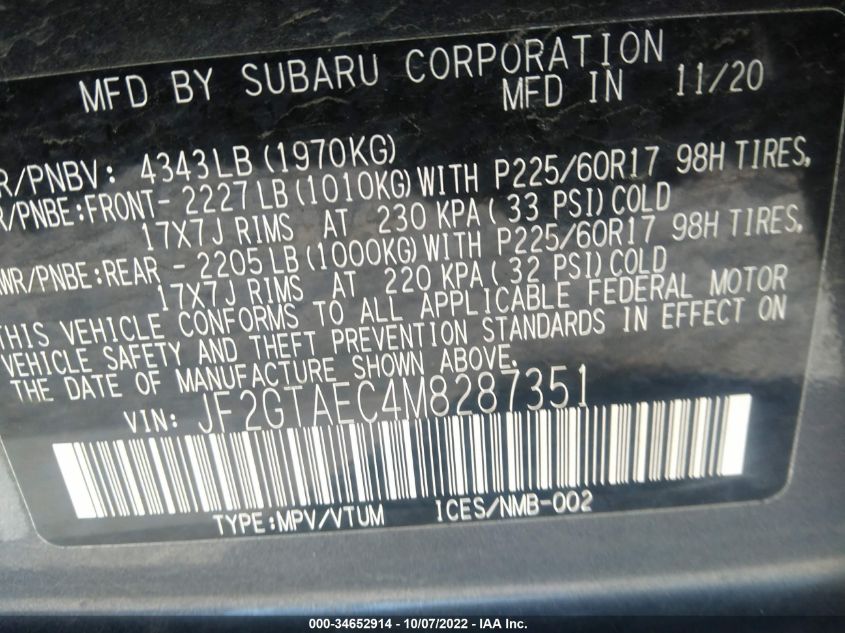 MFD BY SUBARU CORPORATION
MFD IN 11/20
R/PNBV: 4343LB (1970KG)
R/PNBE:FRONT- 2227LB(1010KG)WITH P225/60R17 98H TIRES,
17X7J RIMS AT 230 KPA( 33 PSI)COLD
WR/PNBE:REAR - 2205LB(1000KG)WITH P225/60R17 98H TIRES,
17X7J RIMS AT 220 KPA( 32 PSI)COLD
THIS VEHICLE CONFORMS TO ALL APPLICABLE FEDERAL MOTOR
VEHICLE SAFETY AND THEFT PREVENTION STANDARDS IN EFFECT ON
THE DATE OF MANUFACTURE SHOWN ABOVE.
VIN: JF2GTAEC4M8287351
TYPE:MPV/VTUM ICES/NMB-002
000-34652914 - 10/07/2022 - IAA Inc.